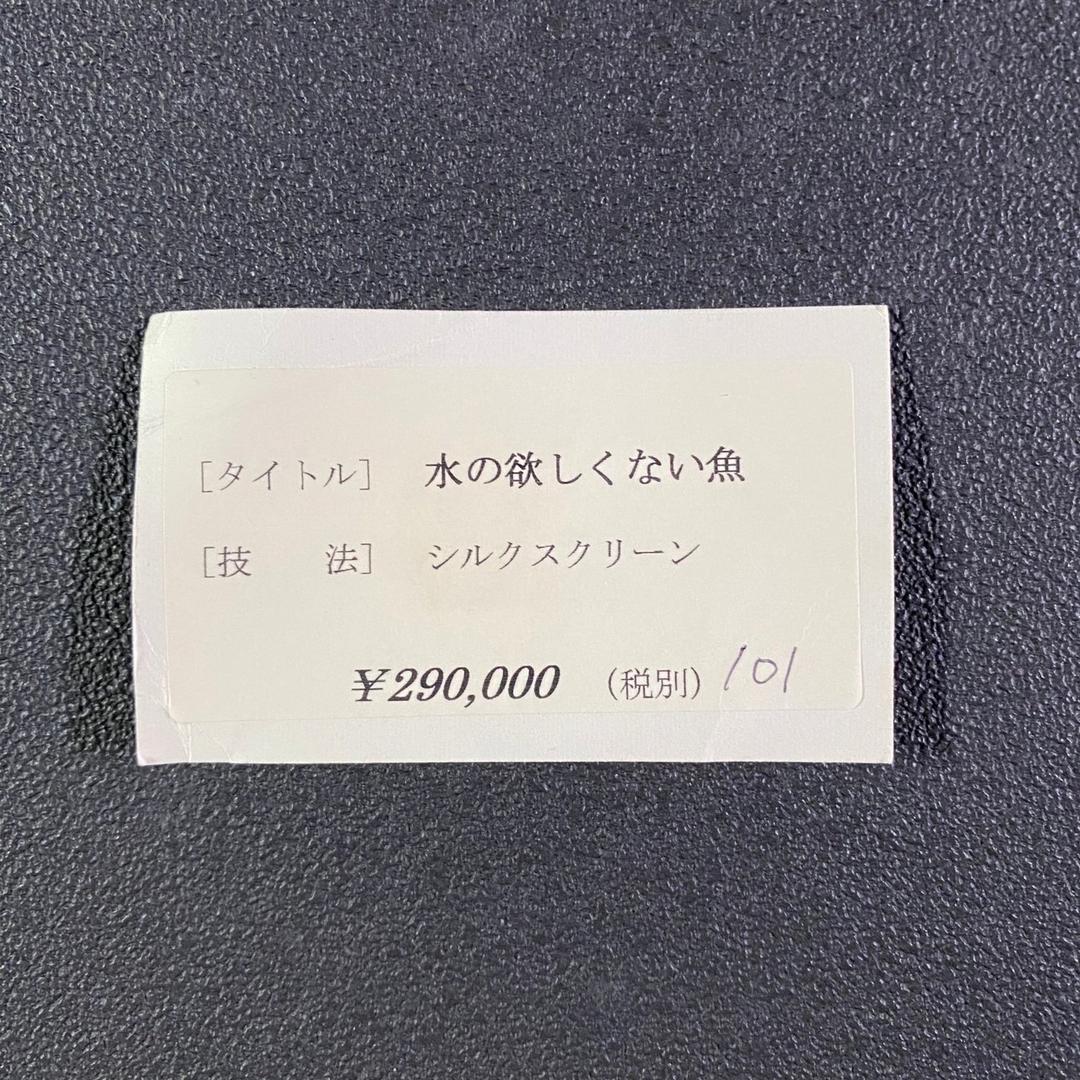 [タイトル] 水の欲しくない魚
[技 法] シルクスクリーン
¥290,000 (税別) 101